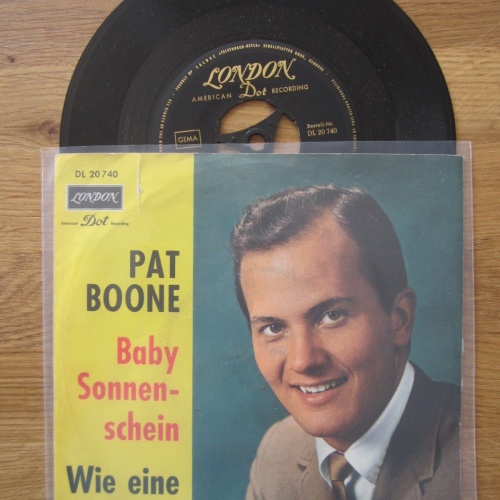 LONDON
AMERICAN Dot RECORDING
GEMA
Bestell-Nr.
DL 20 740
DL 20 740
LONDON
American Dot Recording
PAT
BOONE
Baby
Sonnen-
schein
Wie eine